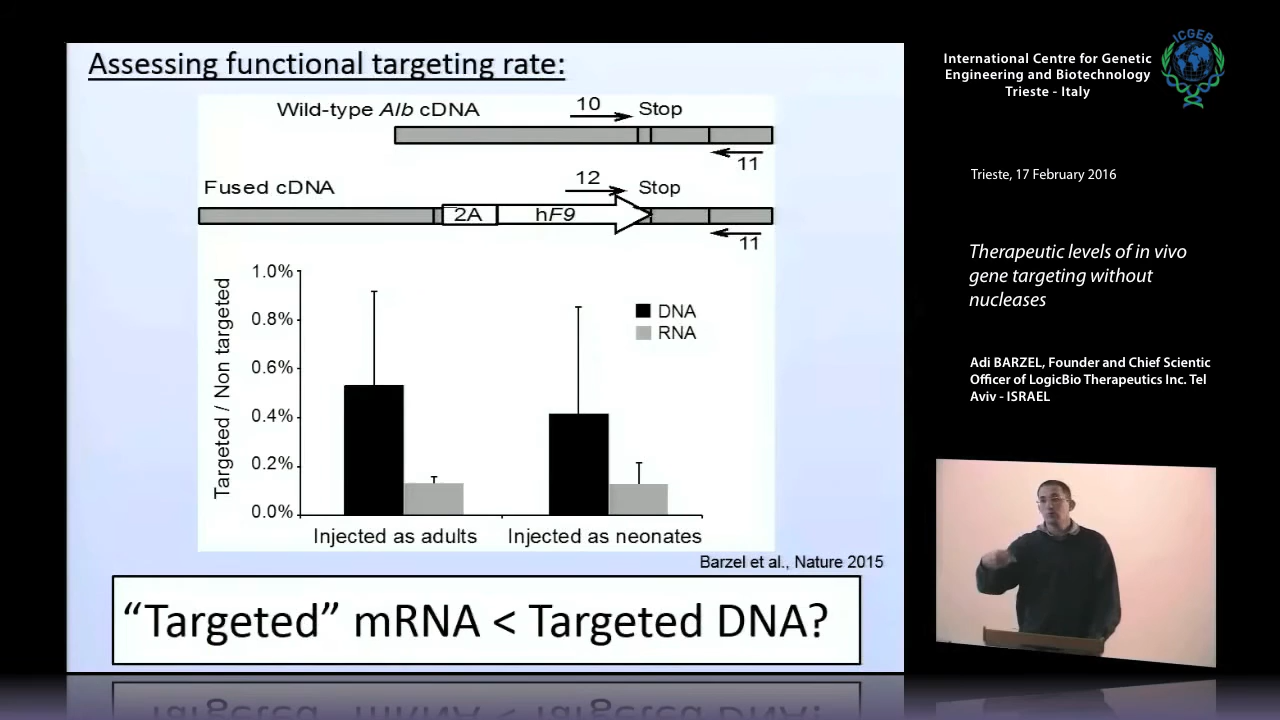 Assessing functional targeting rate:
Wild-type Alb cDNA
10
Stop
11
Fused cDNA
12
Stop
2A
hF9
11
Targeted / Non targeted
1.0%
0.8%
0.6%
0.4%
0.2%
0.0%
DNA
RNA
Injected as adults
Injected as neonates
Barzel et al., Nature 2015
“Targeted” mRNA < Targeted DNA?
International Centre for Genetic
Engineering and Biotechnology
Trieste - Italy
ICGEB
Trieste, 17 February 2016
Therapeutic levels of in vivo
gene targeting without
nucleases
Adi BARZEL, Founder and Chief Scientic
Officer of LogicBio Therapeutics Inc. Tel
Aviv - ISRAEL